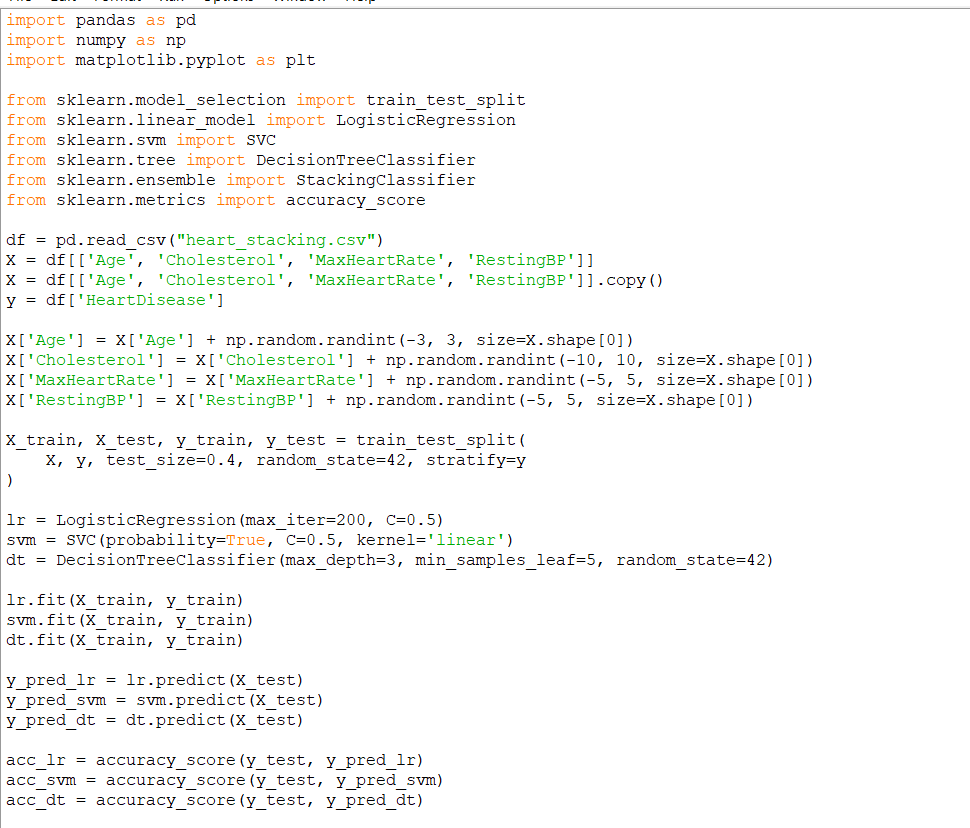 import pandas as pd
import numpy as np
import matplotlib.pyplot as plt

from sklearn.model_selection import train_test_split
from sklearn.linear_model import LogisticRegression
from sklearn.svm import SVC
from sklearn.tree import DecisionTreeClassifier
from sklearn.ensemble import StackingClassifier
from sklearn.metrics import accuracy_score

df = pd.read_csv("heart_stacking.csv")
X = df[['Age', 'Cholesterol', 'MaxHeartRate', 'RestingBP']]
X = df[['Age', 'Cholesterol', 'MaxHeartRate', 'RestingBP']].copy()
y = df['HeartDisease']

X['Age'] = X['Age'] + np.random.randint(-3, 3, size=X.shape[0])
X['Cholesterol'] = X['Cholesterol'] + np.random.randint(-10, 10, size=X.shape[0])
X['MaxHeartRate'] = X['MaxHeartRate'] + np.random.randint(-5, 5, size=X.shape[0])
X['RestingBP'] = X['RestingBP'] + np.random.randint(-5, 5, size=X.shape[0])

X_train, X_test, y_train, y_test = train_test_split(
    X, y, test_size=0.4, random_state=42, stratify=y
)

lr = LogisticRegression(max_iter=200, C=0.5)
svm = SVC(probability=True, C=0.5, kernel='linear')
dt = DecisionTreeClassifier(max_depth=3, min_samples_leaf=5, random_state=42)

lr.fit(X_train, y_train)
svm.fit(X_train, y_train)
dt.fit(X_train, y_train)

y_pred_lr = lr.predict(X_test)
y_pred_svm = svm.predict(X_test)
y_pred_dt = dt.predict(X_test)

acc_lr = accuracy_score(y_test, y_pred_lr)
acc_svm = accuracy_score(y_test, y_pred_svm)
acc_dt = accuracy_score(y_test, y_pred_dt)